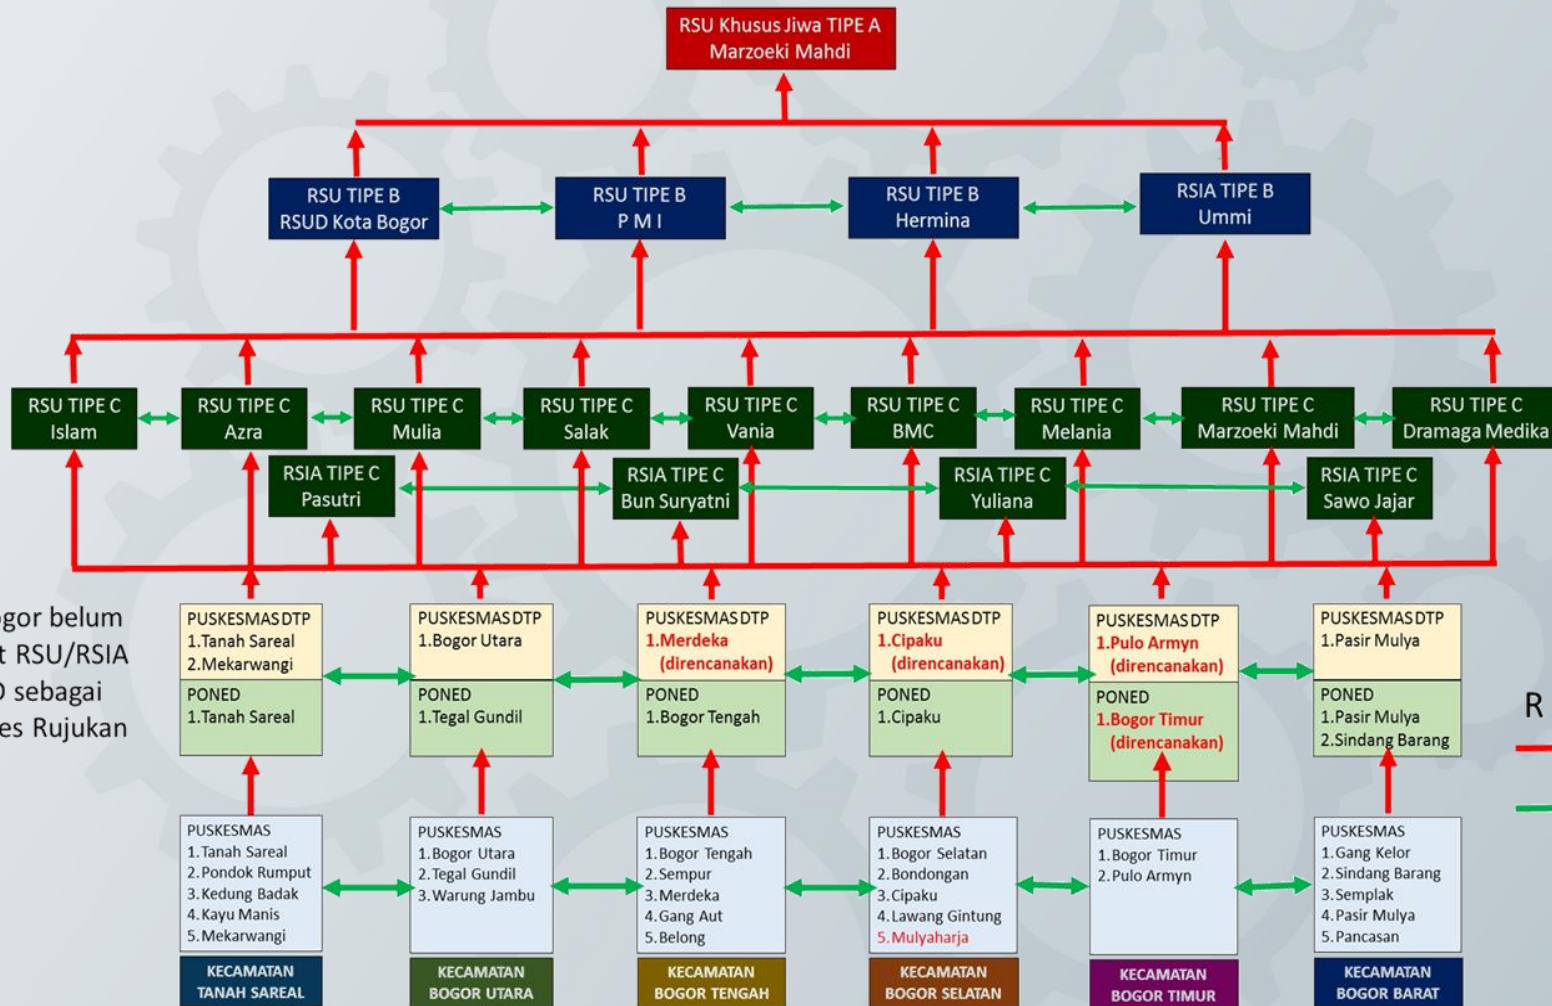 RSU Khusus Jiwa TIPE A
Marzoeki Mahdi
RSU TIPE B
RSUD Kota Bogor
RSU TIPE B
P M I
RSU TIPE B
Hermina
RSIA TIPE B
Ummi
RSU TIPE C
Islam
RSU TIPE C
Azra
RSU TIPE C
Mulia
RSU TIPE C
Salak
RSU TIPE C
Vania
RSU TIPE C
BMC
RSU TIPE C
Melania
RSU TIPE C
Marzoeki Mahdi
RSU TIPE C
Dramaga Medika
RSIA TIPE C
Pasutri
RSIA TIPE C
Bun Suryatni
RSIA TIPE C
Yuliana
RSIA TIPE C
Sawo Jajar
gor belum
t RSU/RSIA
sebagai
es Rujukan
PUSKESMAS DTP
1.Tanah Sareal
2.Mekarwangi
PONED
1.Tanah Sareal
PUSKESMAS DTP
1.Bogor Utara
PONED
1.Tegal Gundil
PUSKESMAS DTP
1.Merdeka
(direncanakan)
PONED
1.Bogor Tengah
PUSKESMAS DTP
1.Cipaku
(direncanakan)
PONED
1.Cipaku
PUSKESMAS DTP
1.Pulo Armyn
(direncanakan)
PONED
1.Bogor Timur
(direncanakan)
PUSKESMAS DTP
1.Pasir Mulya
PONED
1.Pasir Mulya
2.Sindang Barang
R
PUSKESMAS
1.Tanah Sareal
2.Pondok Rumput
3.Kedung Badak
4.Kayu Manis
5.Mekarwangi
PUSKESMAS
1.Bogor Utara
2.Tegal Gundil
3.Warung Jambu
PUSKESMAS
1.Bogor Tengah
2.Sempur
3.Merdeka
4.Gang Aut
5.Belong
PUSKESMAS
1.Bogor Selatan
2.Bondongan
3.Cipaku
4.Lawang Gintung
5.Mulyaharja
PUSKESMAS
1.Bogor Timur
2.Pulo Armyn
PUSKESMAS
1.Gang Kelor
2.Sindang Barang
3.Semplak
4.Pasir Mulya
5.Pancasan
KECAMATAN
TANAH SAREAL
KECAMATAN
BOGOR UTARA
KECAMATAN
BOGOR TENGAH
KECAMATAN
BOGOR SELATAN
KECAMATAN
BOGOR TIMUR
KECAMATAN
BOGOR BARAT